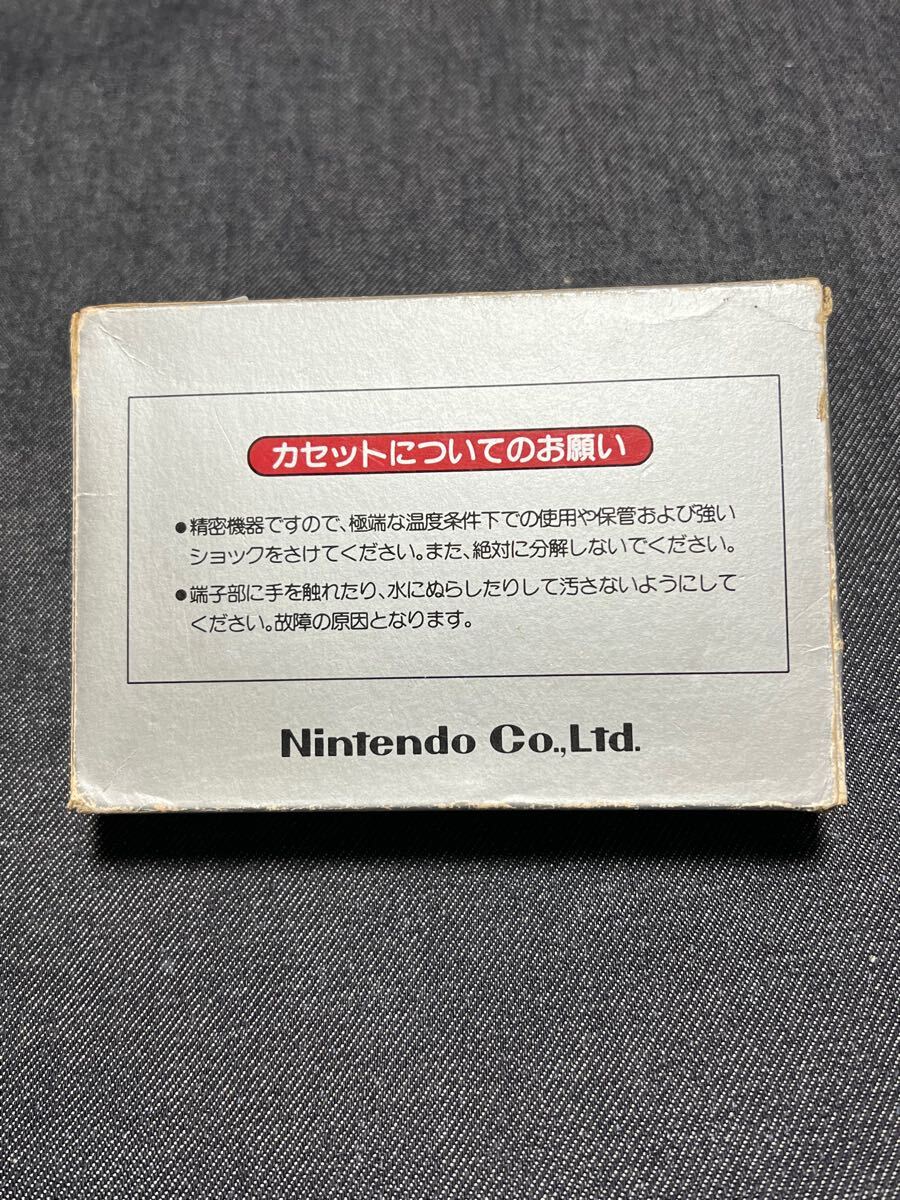 カセットについてのお願い
●精密機器ですので、極端な温度条件下での使用や保管および強い
ショックをさけてください。また、絶対に分解しないでください。
●端子部に手を触れたり、水にぬらしたりして汚さないようにして
ください。故障の原因となります。
Nintendo Co.,Ltd.